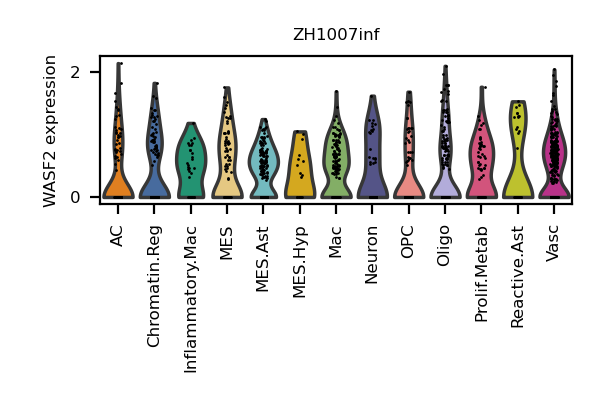 ZH1007inf
WASF2 expression
2
0
AC
Chromatin.Reg
Inflammatory.Mac
MES
MES.Ast
MES.Hyp
Mac
Neuron
OPC
Oligo
Prolif.Metab
Reactive.Ast
Vasc